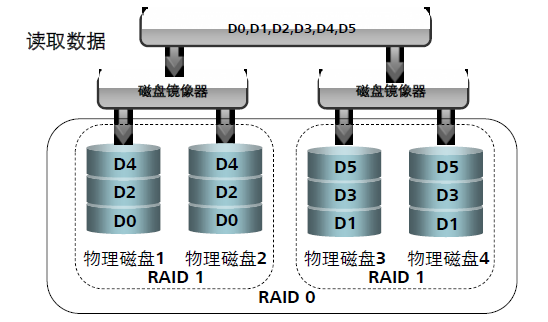 D0,D1,D2,D3,D4,D5
读取数据
磁盘镜像器 磁盘镜像器
D4 D4 D5 D5
D2 D2 D3 D3
D0 D0 D1 D1
物理磁盘1 物理磁盘2 物理磁盘3 物理磁盘4
RAID 1 RAID 1
RAID 0